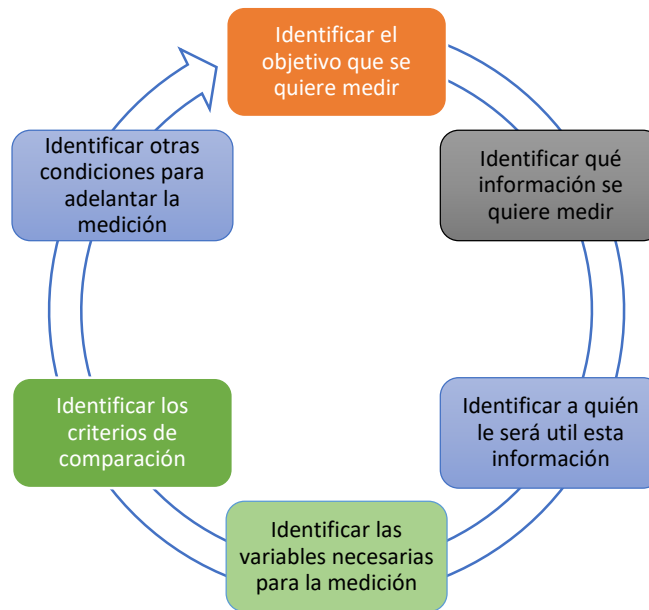 Identificar el
objetivo que se
quiere medir
Identificar qué
información se
quiere medir
Identificar a quién
le será util esta
información
Identificar las
variables necesarias
para la medición
Identificar los
criterios de
comparación
Identificar otras
condiciones para
adelantar la
medición